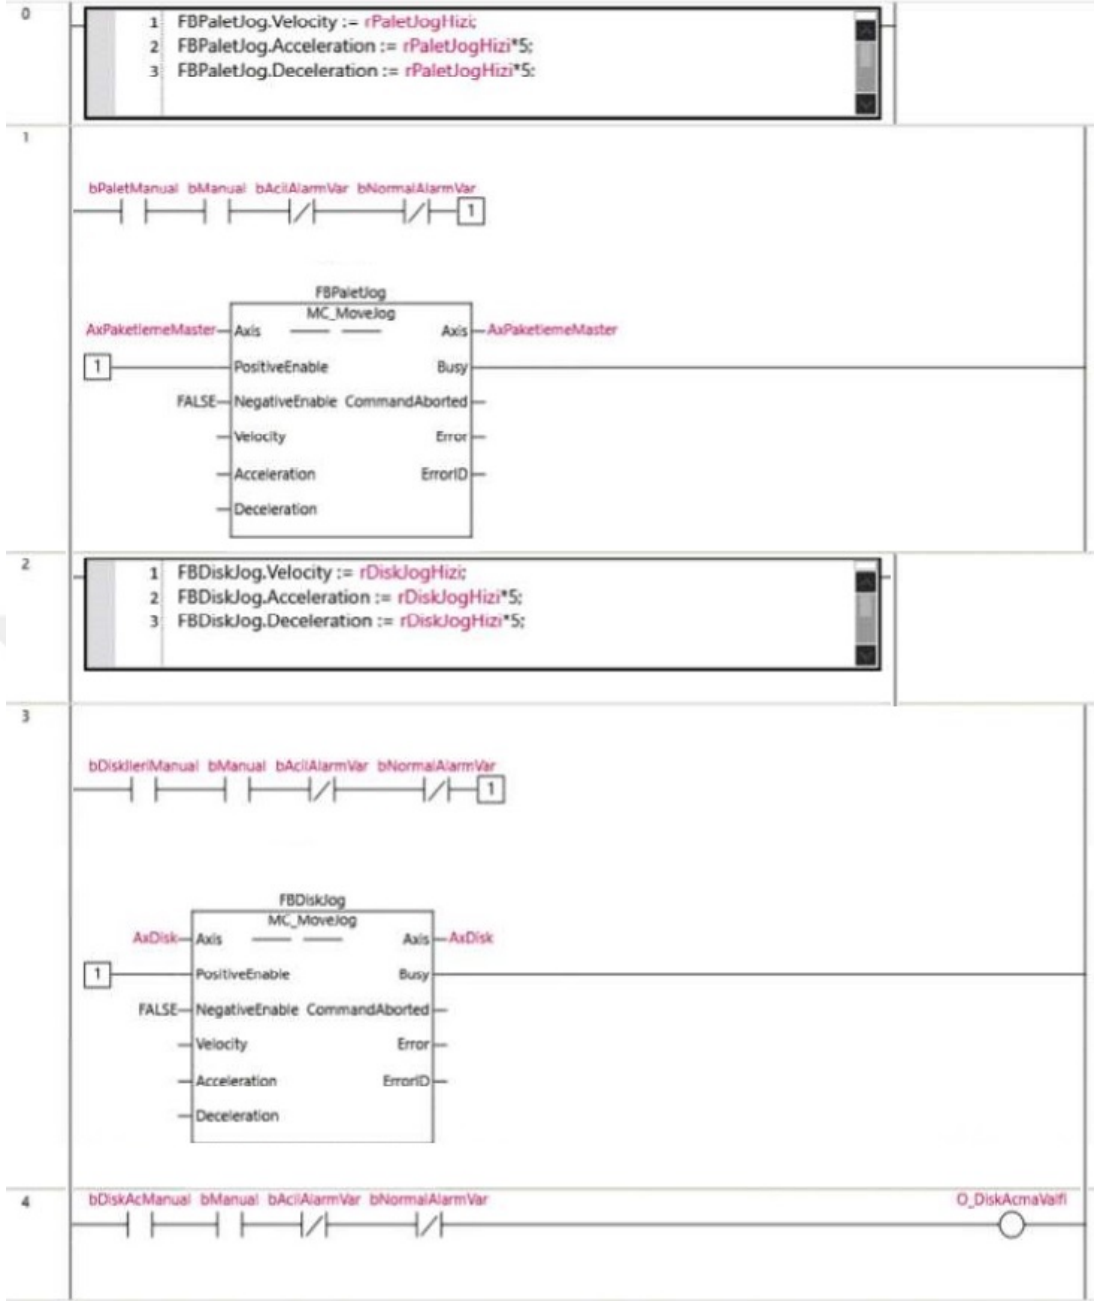 0
1 FBPaletJog.Velocity := rPaletJogHizi;
2 FBPaletJog.Acceleration := rPaletJogHizi*5;
3 FBPaletJog.Deceleration := rPaletJogHizi*5;
1
bPaletManual bManual bAcilAlarmVar bNormalAlarmVar
1
FBPaletJog
MC_MoveJog
AxPaketlemeMaster Axis Axis AxPaketlemeMaster
1 PositiveEnable Busy
FALSE NegativeEnable CommandAborted
Velocity Error
Acceleration ErrorID
Deceleration
2
1 FBDiskJog.Velocity := rDiskJogHizi;
2 FBDiskJog.Acceleration := rDiskJogHizi*5;
3 FBDiskJog.Deceleration := rDiskJogHizi*5;
3
bDiskIleriManual bManual bAcilAlarmVar bNormalAlarmVar
1
FBDiskJog
MC_MoveJog
AxDisk Axis Axis AxDisk
1 PositiveEnable Busy
FALSE NegativeEnable CommandAborted
Velocity Error
Acceleration ErrorID
Deceleration
4
bDiskAcManual bManual bAcilAlarmVar bNormalAlarmVar O_DiskAcmaValfi